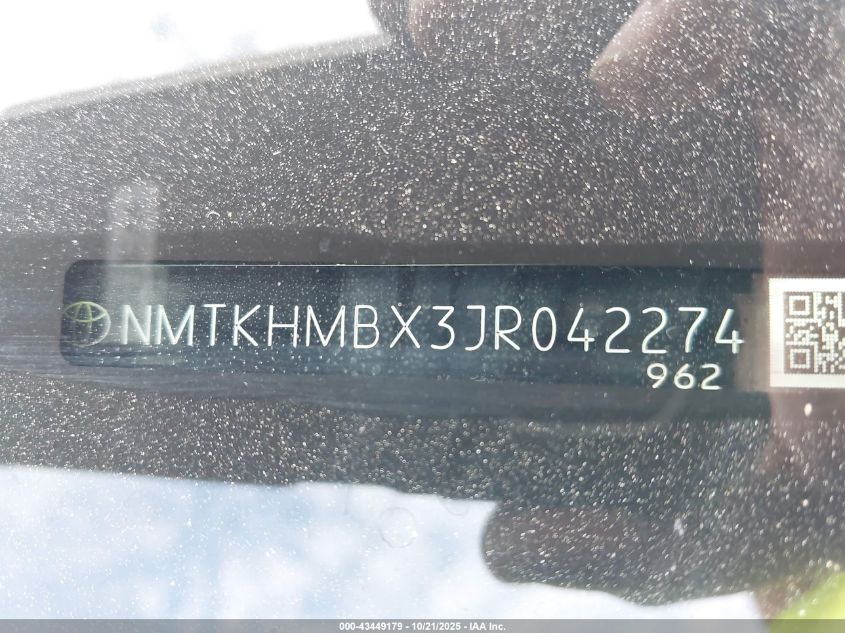 NMTKHMBX3JR042274
962
000-43449179 - 10/21/2025 - IAA Inc.